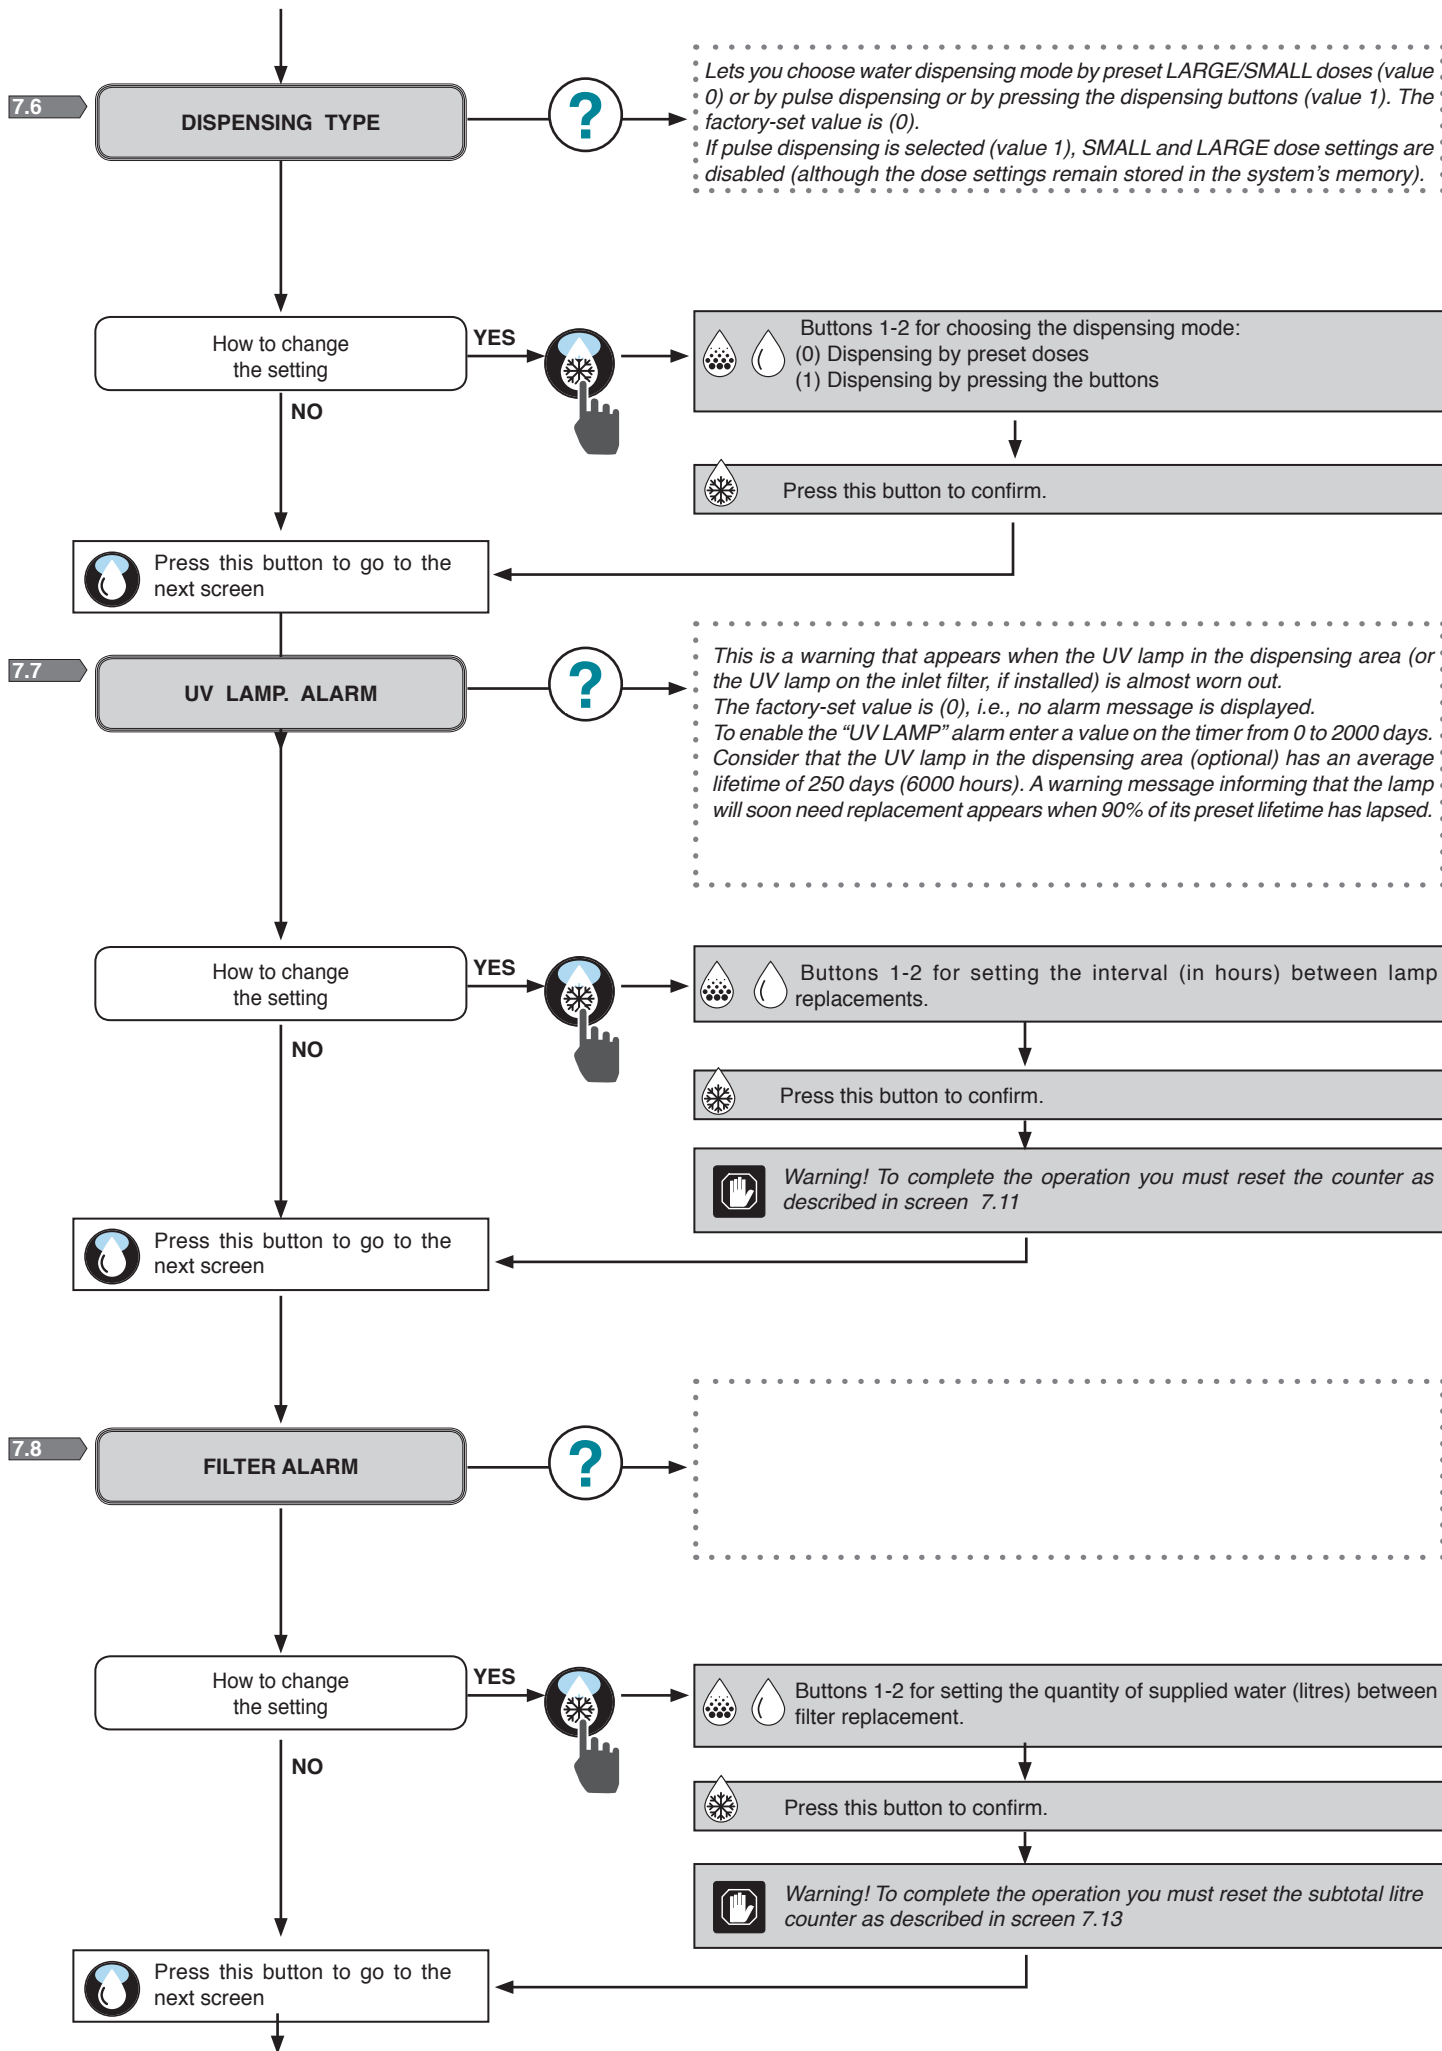 7.6
DISPENSING TYPE
?
Lets you choose water dispensing mode by preset LARGE/SMALL doses (value
0) or by pulse dispensing or by pressing the dispensing buttons (value 1). The
factory-set value is (0).
If pulse dispensing is selected (value 1), SMALL and LARGE dose settings are
disabled (although the dose settings remain stored in the system's memory).
How to change
the setting
YES
Buttons 1-2 for choosing the dispensing mode:
(0) Dispensing by preset doses
(1) Dispensing by pressing the buttons
NO
Press this button to confirm.
Press this button to go to the
next screen
7.7
UV LAMP. ALARM
?
This is a warning that appears when the UV lamp in the dispensing area (or
the UV lamp on the inlet filter, if installed) is almost worn out.
The factory-set value is (0), i.e., no alarm message is displayed.
To enable the “UV LAMP” alarm enter a value on the timer from 0 to 2000 days.
Consider that the UV lamp in the dispensing area (optional) has an average
lifetime of 250 days (6000 hours). A warning message informing that the lamp
will soon need replacement appears when 90% of its preset lifetime has lapsed.
How to change
the setting
YES
Buttons 1-2 for setting the interval (in hours) between lamp
replacements.
NO
Press this button to confirm.
Warning! To complete the operation you must reset the counter as
described in screen 7.11
Press this button to go to the
next screen
7.8
FILTER ALARM
?
How to change
the setting
YES
Buttons 1-2 for setting the quantity of supplied water (litres) between
filter replacement.
NO
Press this button to confirm.
Warning! To complete the operation you must reset the subtotal litre
counter as described in screen 7.13
Press this button to go to the
next screen